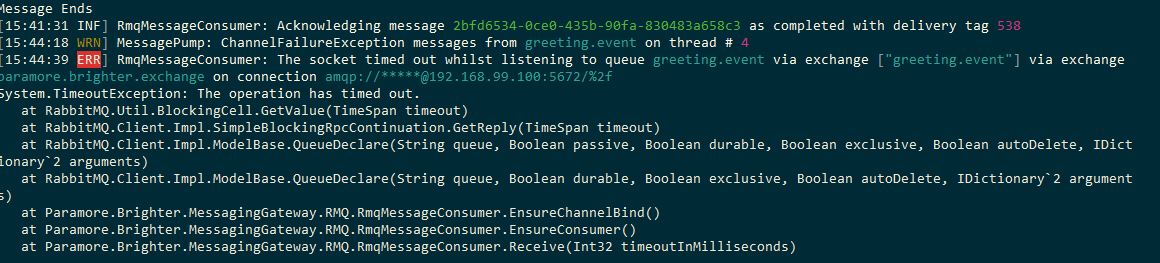 Message Ends
[15:41:31 INF] RmqMessageConsumer: Acknowledging message 2bfd6534-0ce0-435b-90fa-830483a658c3 as completed with delivery tag 538
[15:44:18 WRN] MessagePump: ChannelFailureException messages from greeting.event on thread # 4
[15:44:39 ERR] RmqMessageConsumer: The socket timed out whilst listening to queue greeting.event via exchange ["greeting.event"] via exchange
paramore.brighter.exchange on connection amqp://*****@192.168.99.100:5672/%2f
System.TimeoutException: The operation has timed out.
   at RabbitMQ.Util.BlockingCell.GetValue(TimeSpan timeout)
   at RabbitMQ.Client.Impl.SimpleBlockingRpcContinuation.GetReply(TimeSpan timeout)
   at RabbitMQ.Client.Impl.ModelBase.QueueDeclare(String queue, Boolean passive, Boolean durable, Boolean exclusive, Boolean autoDelete, IDict
ionary`2 arguments)
   at RabbitMQ.Client.Impl.ModelBase.QueueDeclare(String queue, Boolean durable, Boolean exclusive, Boolean autoDelete, IDictionary`2 argument
s)
   at Paramore.Brighter.MessagingGateway.RMQ.RmqMessageConsumer.EnsureChannelBind()
   at Paramore.Brighter.MessagingGateway.RMQ.RmqMessageConsumer.EnsureConsumer()
   at Paramore.Brighter.MessagingGateway.RMQ.RmqMessageConsumer.Receive(Int32 timeoutInMilliseconds)